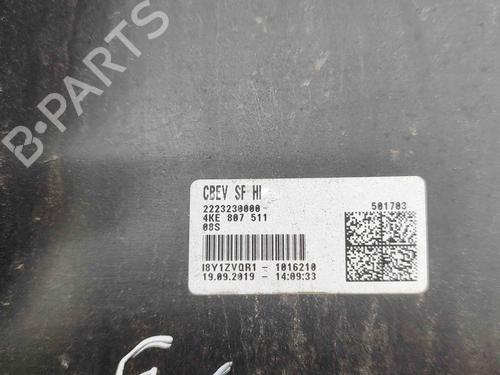 B-PARTS
CBEV SF HI
2223230000
501703
4KE 807 511
08S
I8Y1ZVQR1 - 1016210
19.09.2019 - 14:09:33